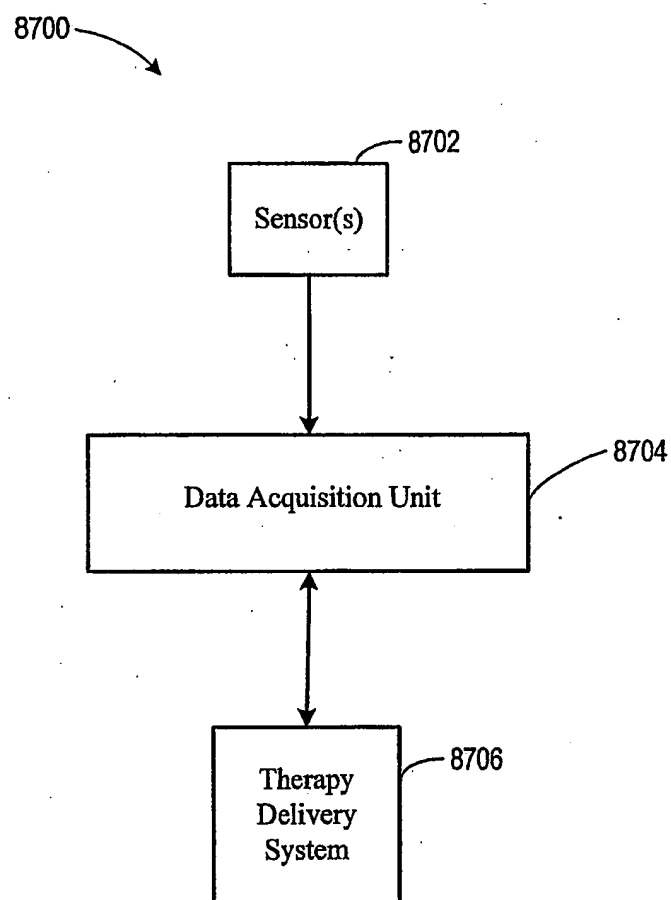 8700
8702
Sensor(s)
8704
Data Acquisition Unit
8706
Therapy
Delivery
System